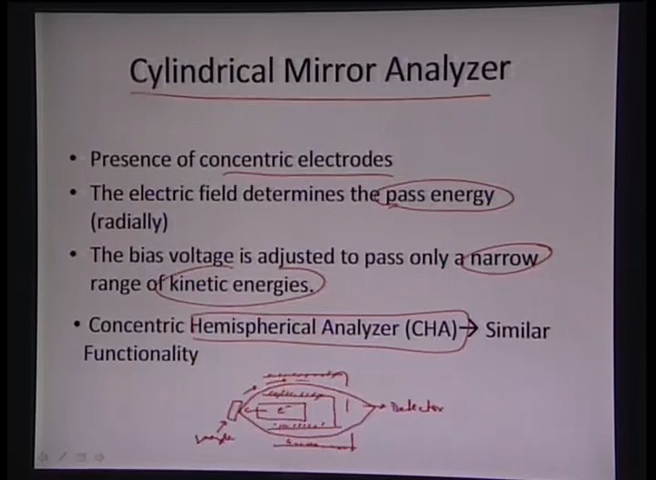 Cylindrical Mirror Analyzer
• Presence of concentric electrodes
• The electric field determines the pass energy
(radially)
• The bias voltage is adjusted to pass only a narrow
range of kinetic energies.
• Concentric Hemispherical Analyzer (CHA)→ Similar
Functionality
e⁻
Detector
Sample